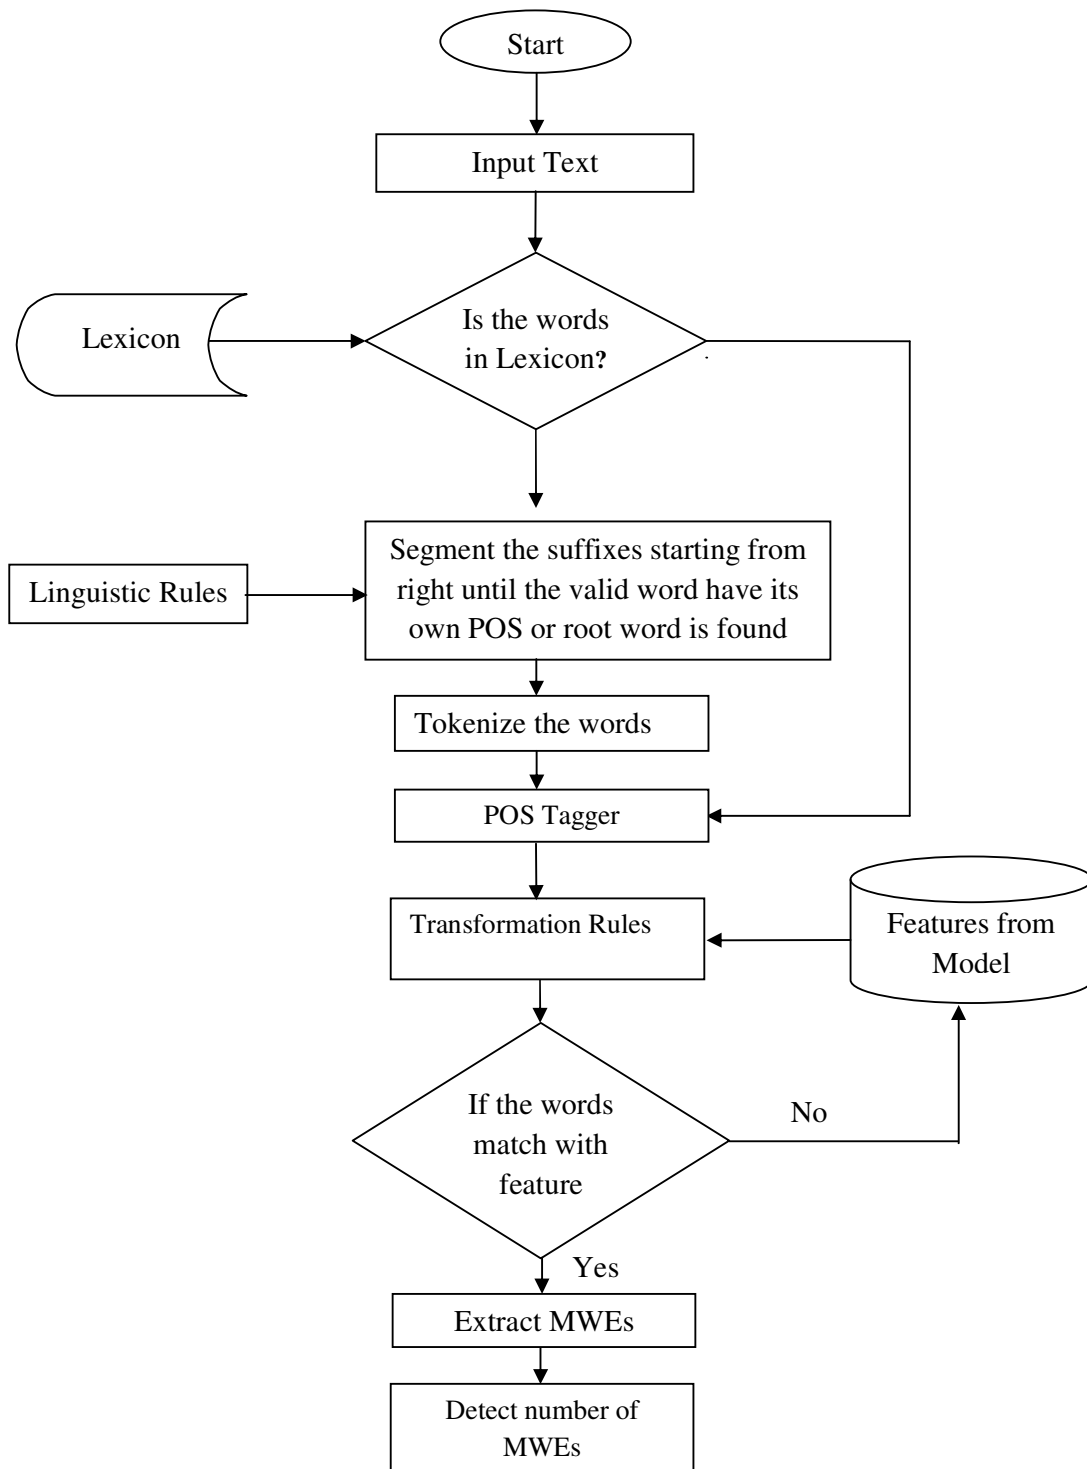 Start
Input Text
Lexicon
Is the words
in Lexicon?
Linguistic Rules
Segment the suffixes starting from
right until the valid word have its
own POS or root word is found
Tokenize the words
POS Tagger
Transformation Rules
Features from
Model
If the words
match with
feature
No
Yes
Extract MWEs
Detect number of
MWEs